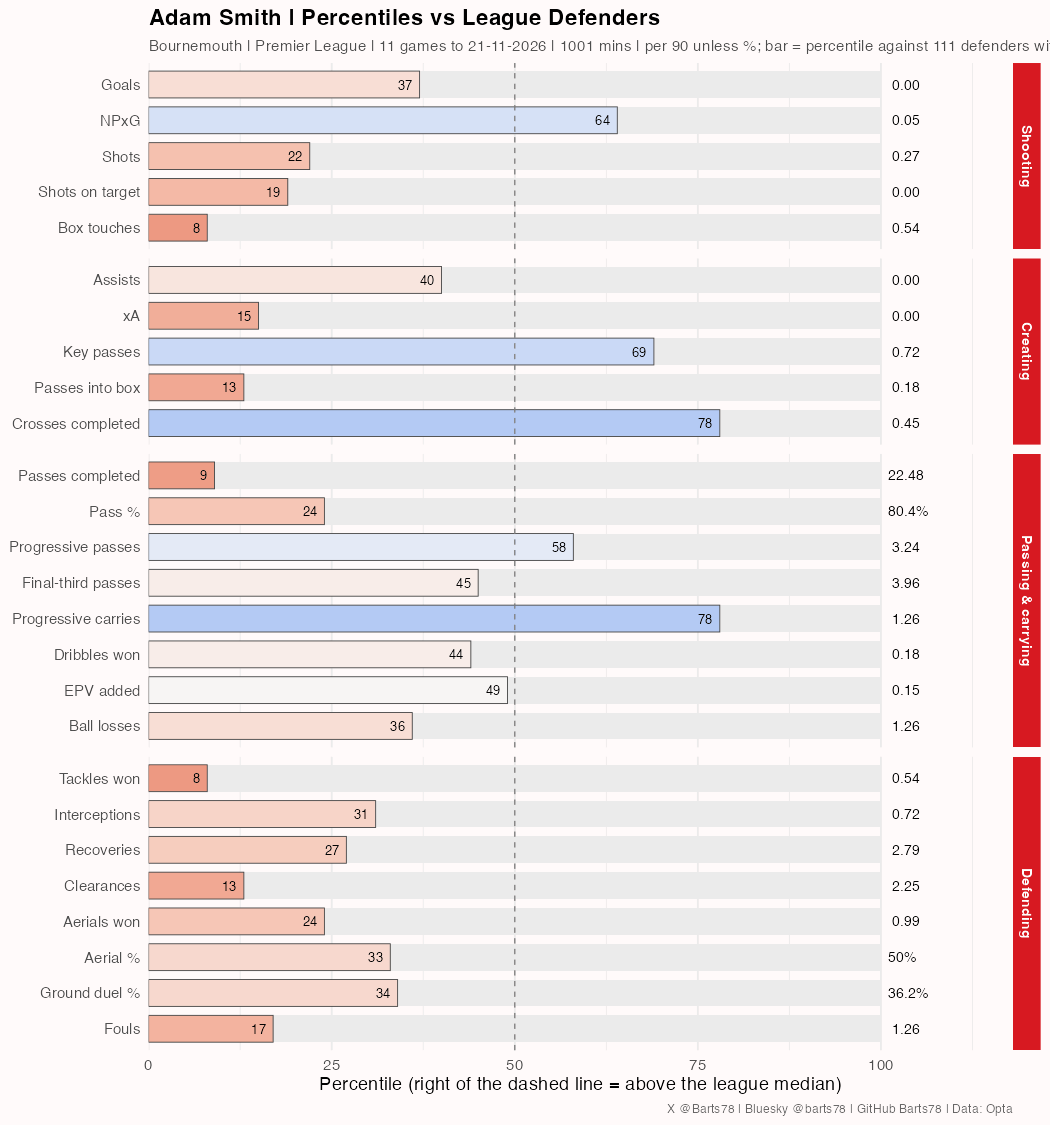 Adam Smith | Percentiles vs League Defenders
Bournemouth | Premier League | 11 games to 21-11-2026 | 1001 mins | per 90 unless %; bar = percentile against 111 defenders
Goals 37 0.00
NPxG 64 0.05
Shots 22 0.27
Shots on target 19 0.00
Box touches 8 0.54
Shooting
Assists 40 0.00
xA 15 0.00
Key passes 69 0.72
Passes into box 13 0.18
Crosses completed 78 0.45
Creating
Passes completed 9 22.48
Pass % 24 80.4%
Progressive passes 58 3.24
Final-third passes 45 3.96
Progressive carries 78 1.26
Dribbles won 44 0.18
EPV added 49 0.15
Ball losses 36 1.26
Passing & carrying
Tackles won 8 0.54
Interceptions 31 0.72
Recoveries 27 2.79
Clearances 13 2.25
Aerials won 24 0.99
Aerial % 33 50%
Ground duel % 34 36.2%
Fouls 17 1.26
Defending
0 25 50 75 100
Percentile (right of the dashed line = above the league median)
X @Barts78 | Bluesky @barts78 | GitHub Barts78 | Data: Opta